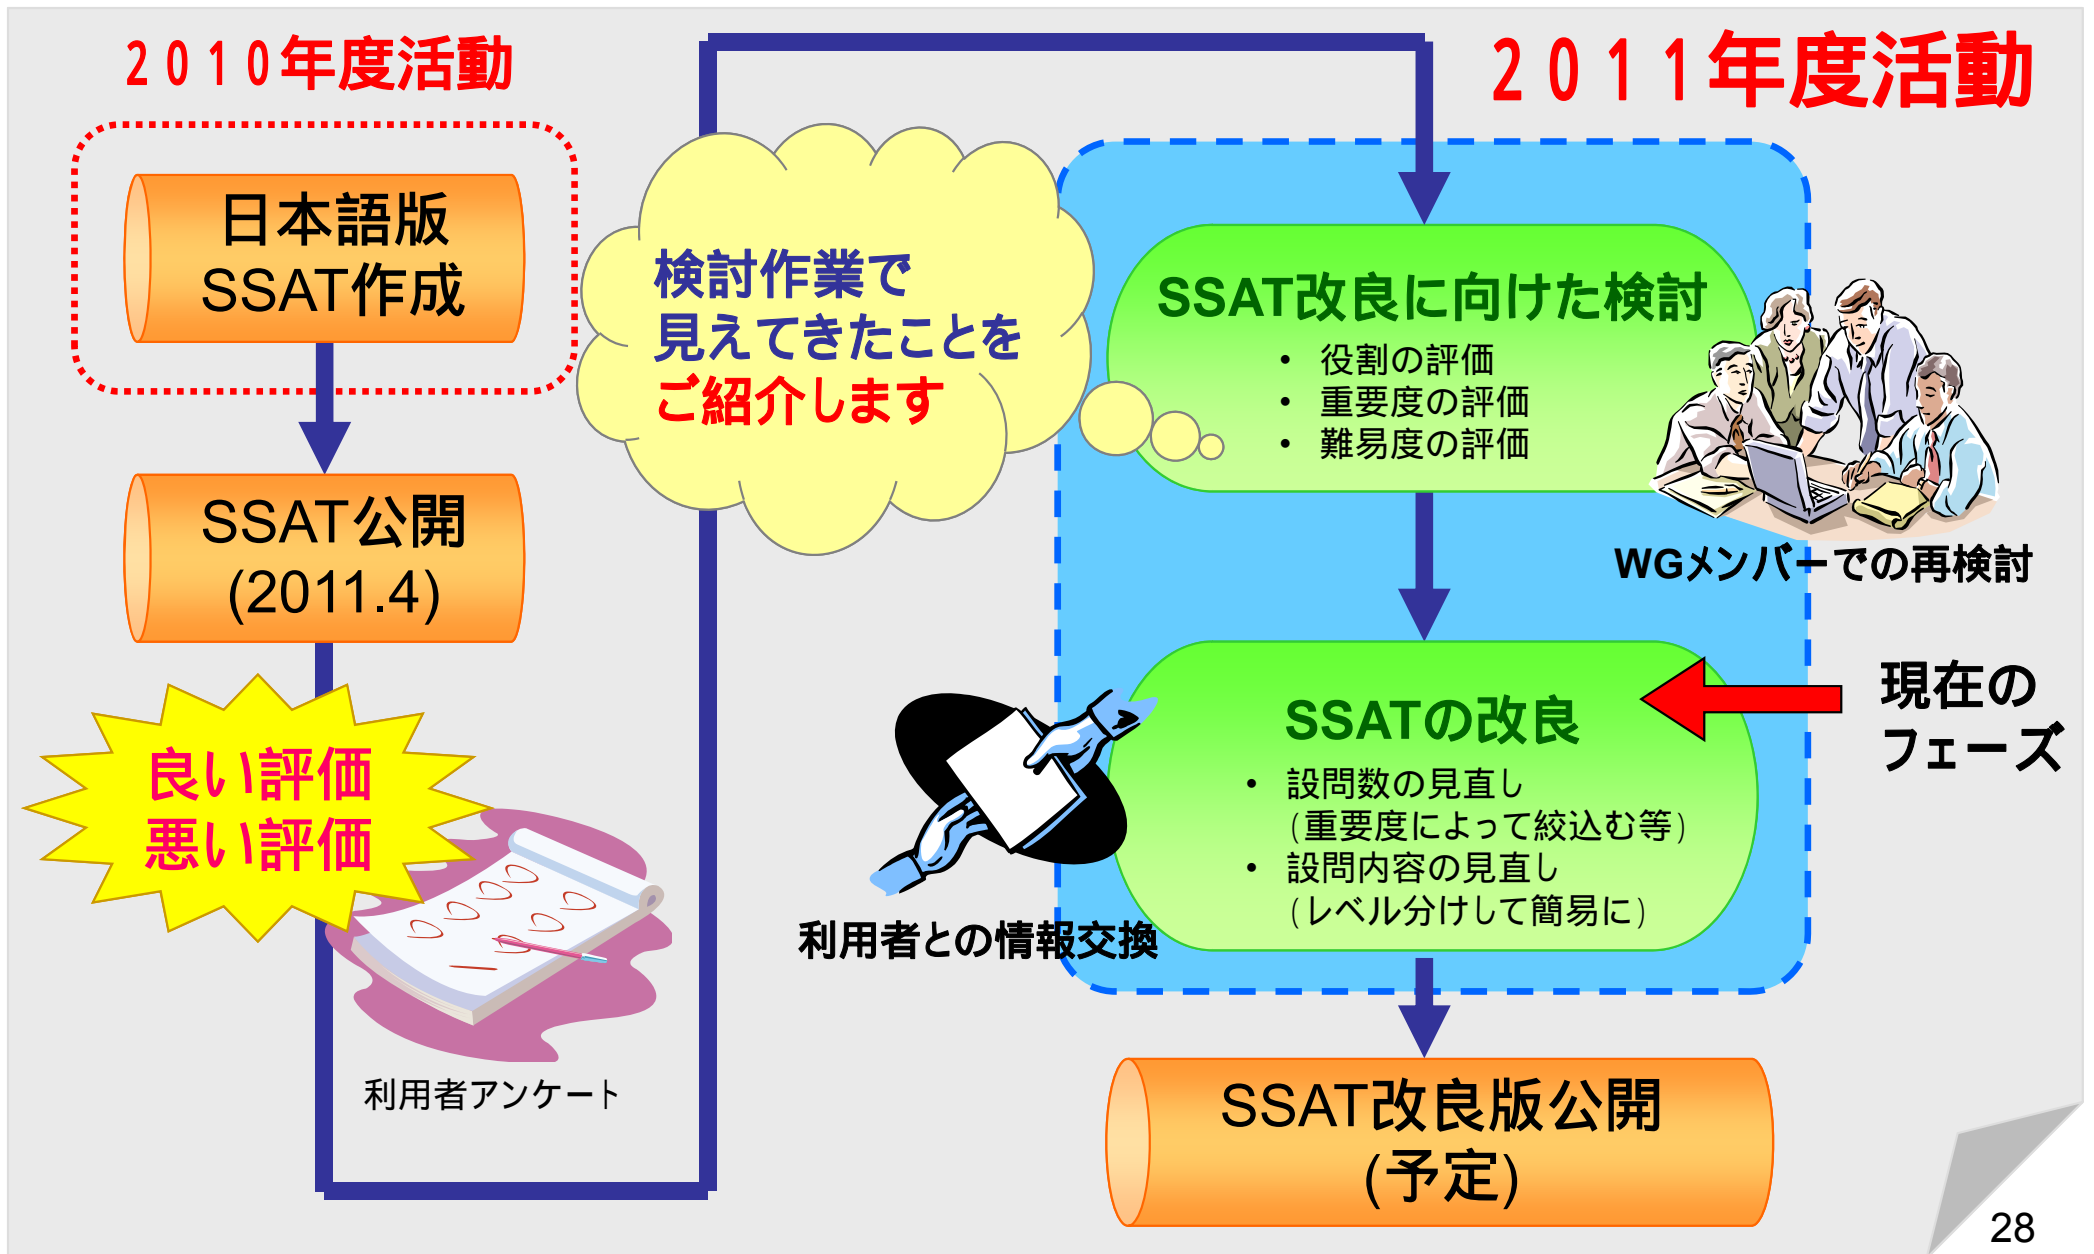 ２０１０年度活動
日本語版
SSAT作成
SSAT公開
(2011.4)
良い評価
悪い評価
利用者アンケート
検討作業で
見えてきたことを
ご紹介します
２０１１年度活動
SSAT改良に向けた検討
• 役割の評価
• 重要度の評価
• 難易度の評価
WGメンバーでの再検討
SSATの改良
• 設問数の見直し
(重要度によって絞込む等)
• 設問内容の見直し
(レベル分けして簡易に)
現在の
フェーズ
利用者との情報交換
SSAT改良版公開
(予定)
28